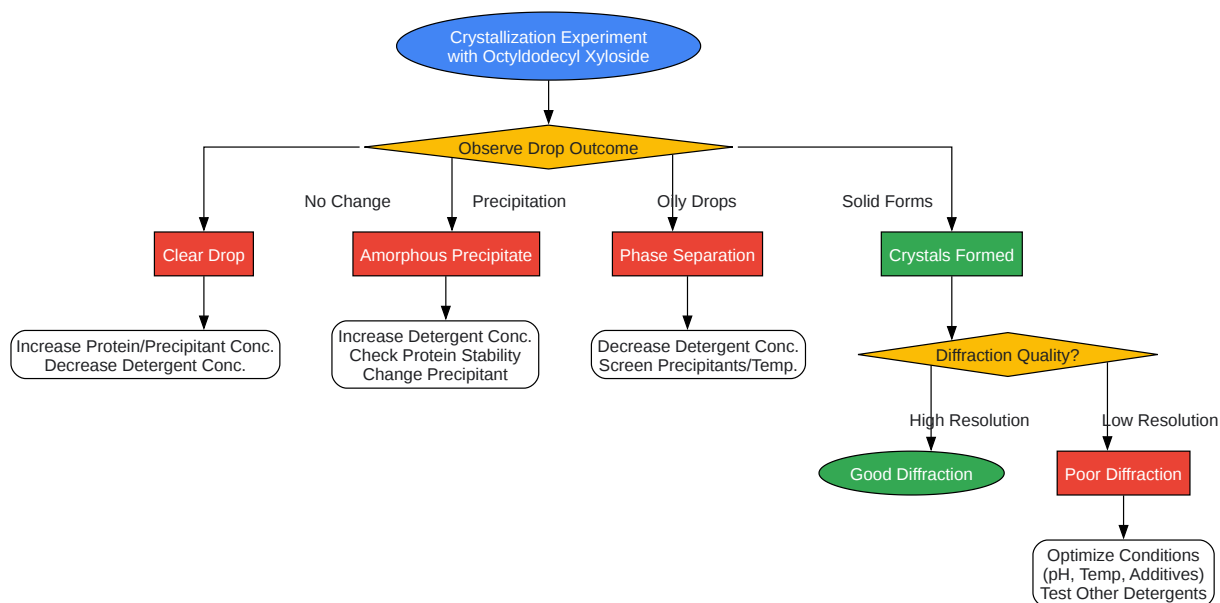 Crystallization Experiment
with Octyldodecyl Xyloside
Observe Drop Outcome
No Change
Precipitation
Oily Drops
Solid Forms
Clear Drop
Amorphous Precipitate
Phase Separation
Crystals Formed
Increase Protein/Precipitant Conc.
Decrease Detergent Conc.
Increase Detergent Conc.
Check Protein Stability
Change Precipitant
Decrease Detergent Conc.
Screen Precipitants/Temp.
Diffraction Quality?
High Resolution
Low Resolution
Good Diffraction
Poor Diffraction
Optimize Conditions
(pH, Temp, Additives)
Test Other Detergents